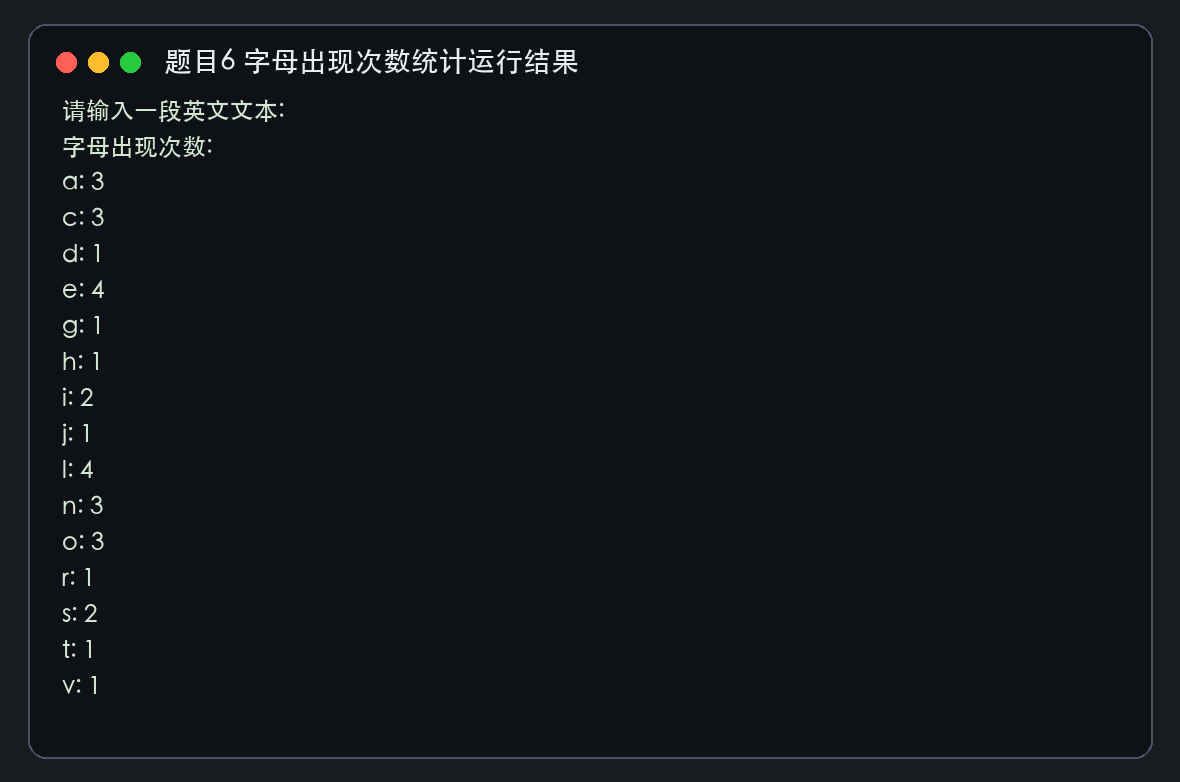 题目6 字母出现次数统计运行结果
请输入一段英文文本:
字母出现次数:
a: 3
c: 3
d: 1
e: 4
g: 1
h: 1
i: 2
j: 1
l: 4
n: 3
o: 3
r: 1
s: 2
t: 1
v: 1